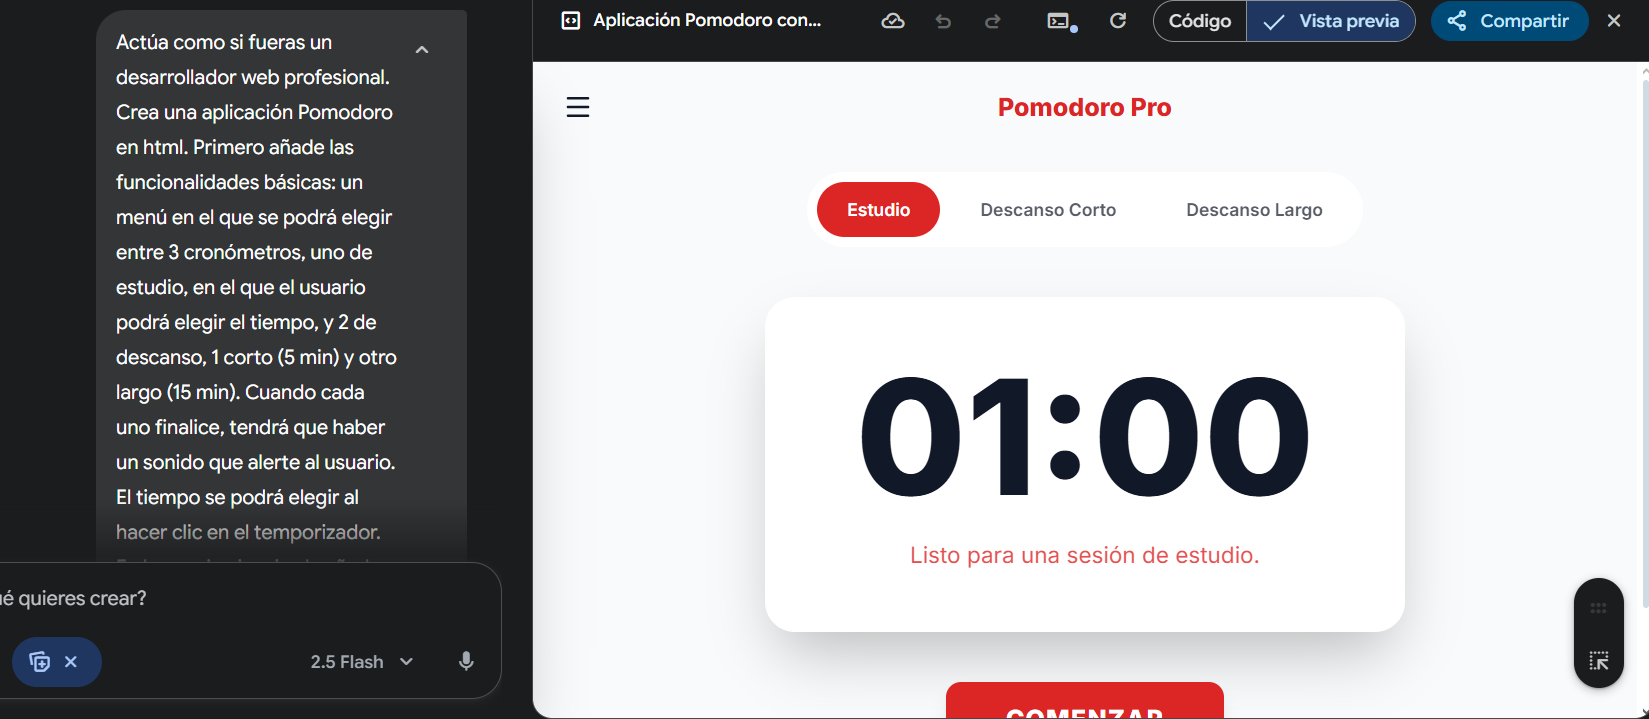 Actúa como si fueras un
desarrollador web profesional.
Crea una aplicación Pomodoro
en html. Primero añade las
funcionalidades básicas: un
menú en el que se podrá elegir
entre 3 cronómetros, uno de
estudio, en el que el usuario
podrá elegir el tiempo, y 2 de
descanso, 1 corto (5 min) y otro
largo (15 min). Cuando cada
uno finalice, tendrá que haber
un sonido que alerte al usuario.
El tiempo se podrá elegir al
hacer clic en el temporizador.
é quieres crear?
2.5 Flash
Aplicación Pomodoro con...
Código
Vista previa
Compartir
Pomodoro Pro
Estudio
Descanso Corto
Descanso Largo
01:00
Listo para una sesión de estudio.
COMENZAR